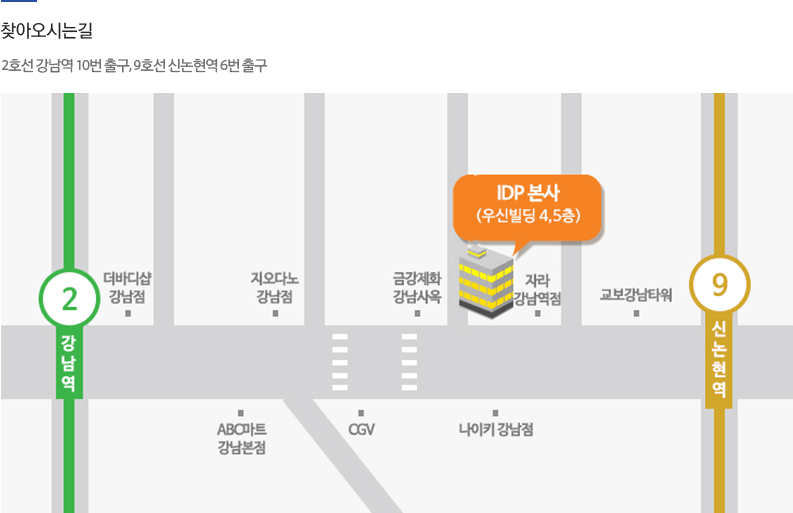 찾아오시는길
2호선 강남역 10번 출구, 9호선 신논현역 6번 출구
IDP 본사
(우신빌딩 4,5층)
더바디샵
강남점
지오다노
강남점
금강제화
강남사옥
자라
강남역점
교보강남타워
2
강남역
9
신논현역
ABC마트
강남본점
CGV
나이키 강남점